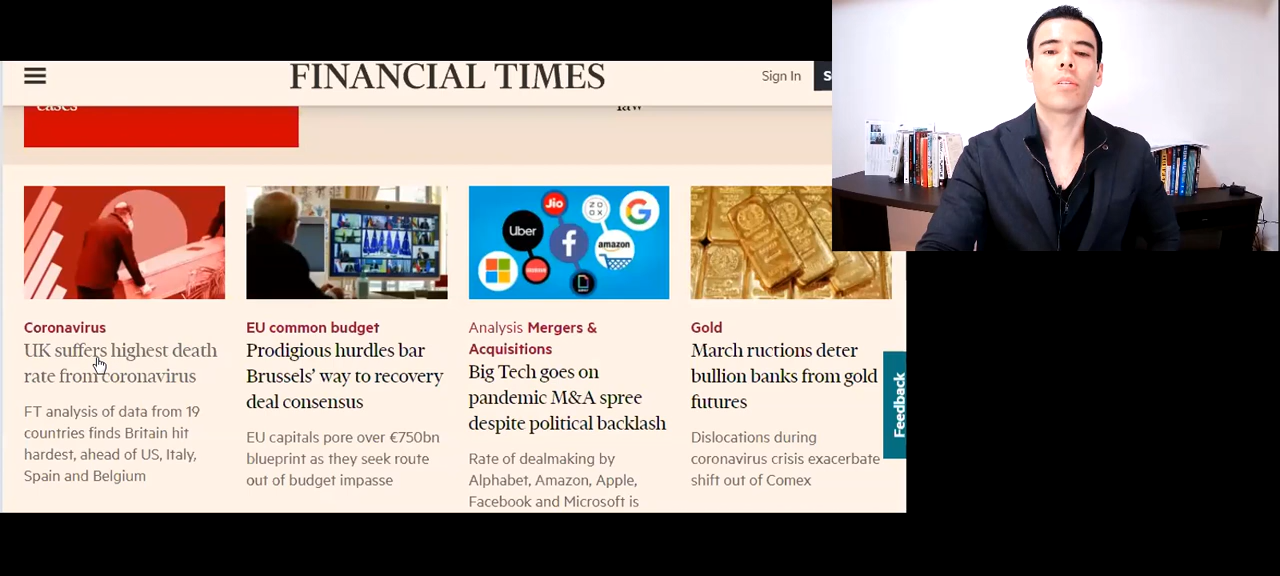 FINANCIAL TIMES
Sign In
S
cases
law
Jio
ZO
OX
Google
Uber
f
amazon
Coronavirus
UK suffers highest death
rate from coronavirus
FT analysis of data from 19
countries finds Britain hit
hardest, ahead of US, Italy,
Spain and Belgium
EU common budget
Prodigious hurdles bar
Brussels' way to recovery
deal consensus
EU capitals pore over €750bn
blueprint as they seek route
out of budget impasse
Analysis Mergers &
Acquisitions
Big Tech goes on
pandemic M&A spree
despite political backlash
Rate of dealmaking by
Alphabet, Amazon, Apple,
Facebook and Microsoft is
Gold
March ructions deter
bullion banks from gold
futures
Dislocations during
coronavirus crisis exacerbate
shift out of Comex
Feedback